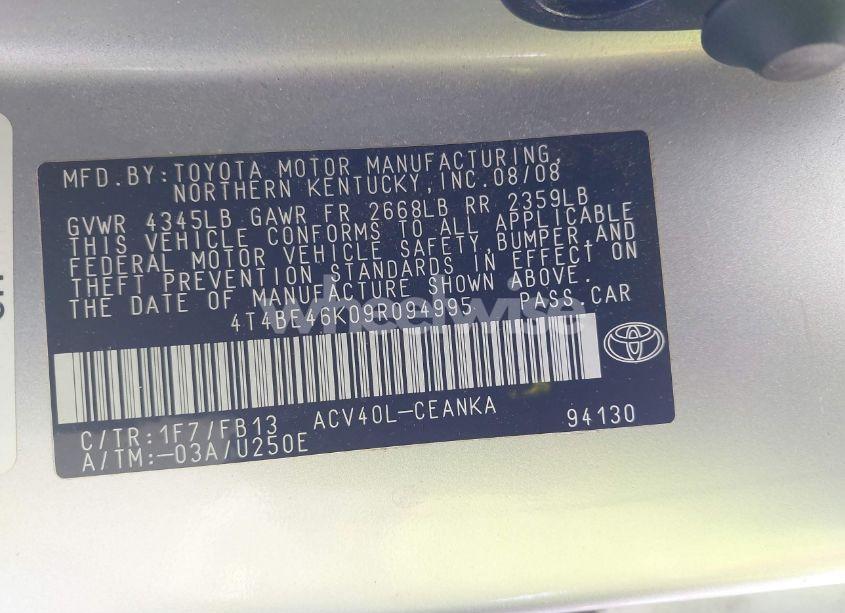 MFD.BY:TOYOTA MOTOR MANUFACTURING,
NORTHERN KENTUCKY,INC.08/08
GVWR 4345LB GAWR FR 2668LB RR 2359LB
THIS VEHICLE CONFORMS TO ALL APPLICABLE
FEDERAL MOTOR VEHICLE SAFETY,BUMPER,AND
THEFT PREVENTION STANDARDS IN EFFECT ON
THE DATE OF MANUFACTURE SHOWN ABOVE.
4T4BE46K09R094995 PASS CAR
wheelwise
C/TR:1F7/FB13 ACV40L-CEANKA 94130
A/TM:-03A/U250E